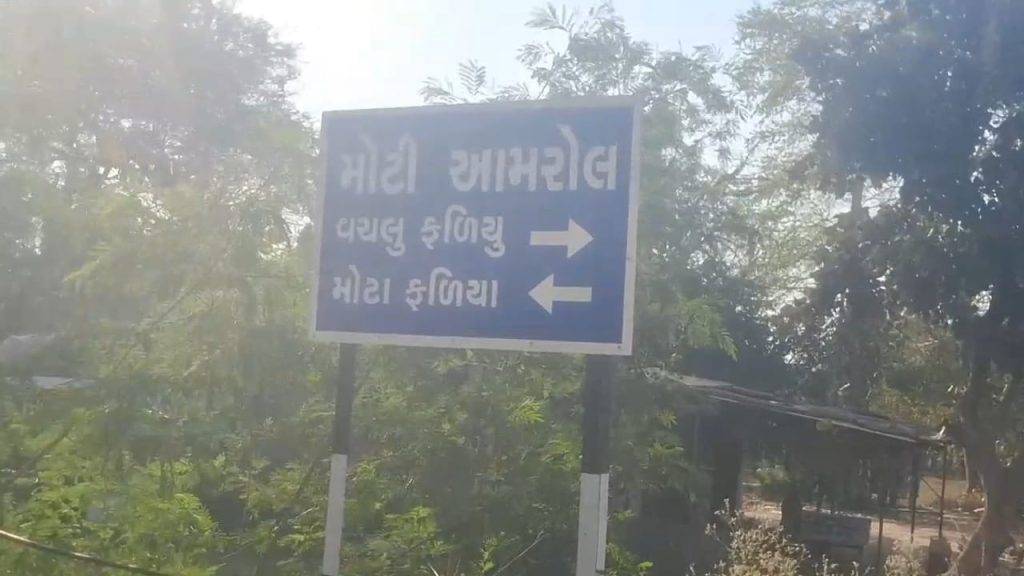 મોટી આમરોલ
વચલુ ફળિયુ →
મોટા ફળિયા ←